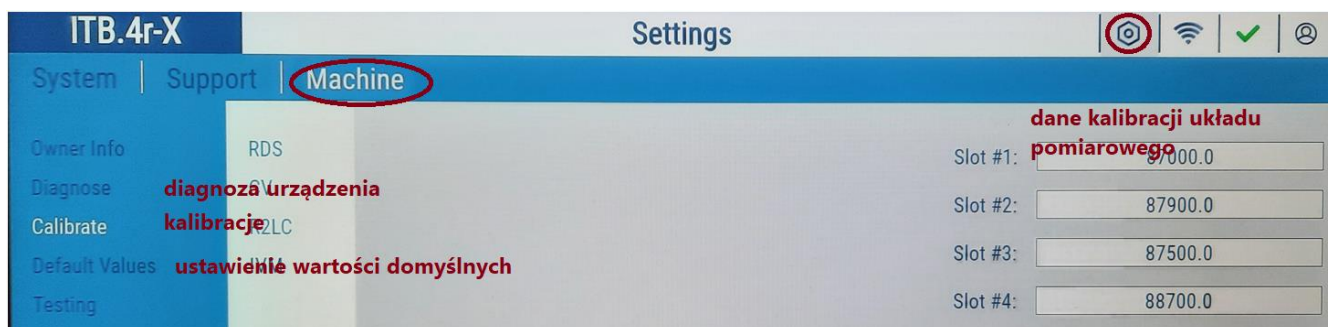 ITB.4r-X
Settings
System
Support
Machine
dane kalibracji układu
pomiarowego
Owner Info
RDS
Slot #1:
Diagnose
diagnoza urządzenia
Slot #2:
87900.0
Calibrate
kalibracje
Slot #3:
87500.0
Default Values
ustawienie wartości domyślnych
Testing
Slot #4:
88700.0